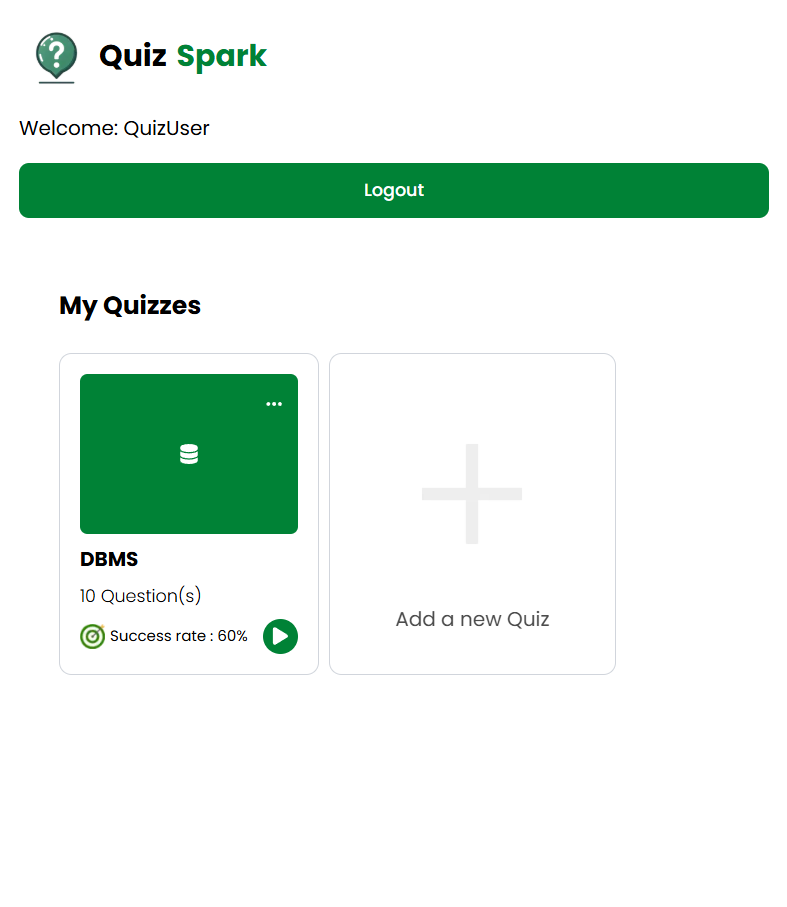 Quiz Spark
Welcome: QuizUser
Logout
My Quizzes
DBMS
10 Question(s)
Success rate : 60%
Add a new Quiz